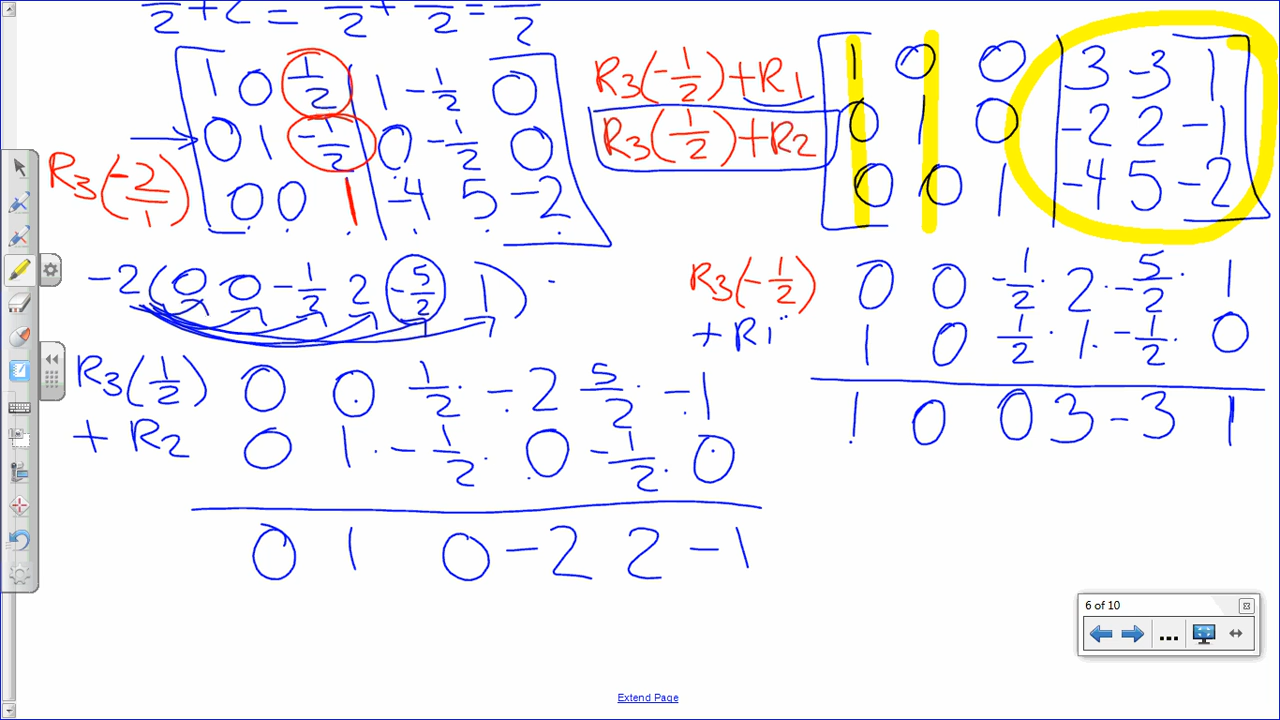 /2 + 2 = /2 + /2 = /2
1 0 1/2 | 1 -1/2 0
→ 0 1 -1/2 | 0 -1/2 0
R3(-2/1) 0 0 1 | -4 5 -2
R3(-1/2)+R1
R3(1/2)+R2
1 0 0 | 3 -3 1
0 1 0 | -2 2 -1
0 0 1 | -4 5 -2
-2(0 0 -1/2 2 -5/2 1)
R3(1/2) 0 0 1/2 -2 5/2 -1
+ R2 0 1 -1/2 0 -1/2 0
0 1 0 -2 2 -1
R3(-1/2) 0 0 -1/2 2 -5/2 1
+ R1 1 0 1/2 1 -1/2 0
1 0 0 3 -3 1
6 of 10
...
Extend Page